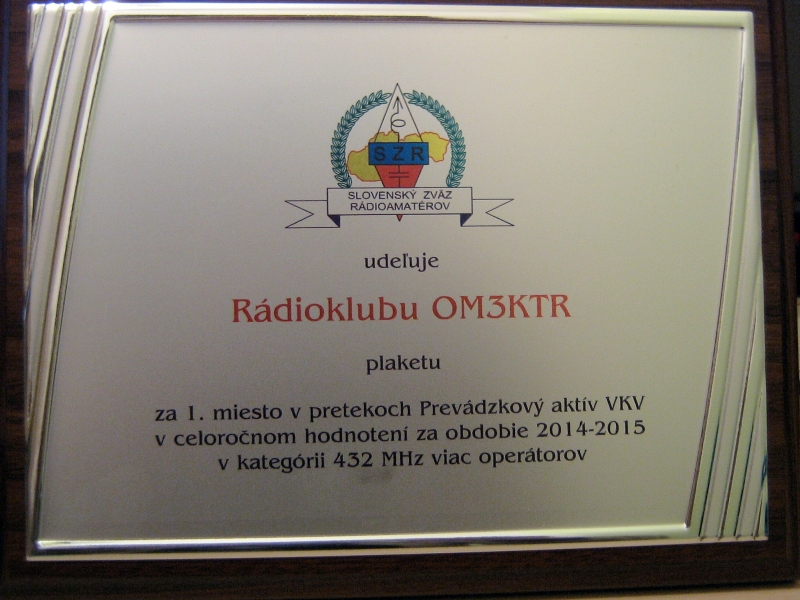 SZR
SLOVENSKÝ ZVÄZ
RÁDIOAMATÉROV
udeľuje
Rádioklubu OM3KTR
plaketu
za 1. miesto v pretekoch Prevádzkový aktív VKV
v celoročnom hodnotení za obdobie 2014-2015
v kategórii 432 MHz viac operátorov